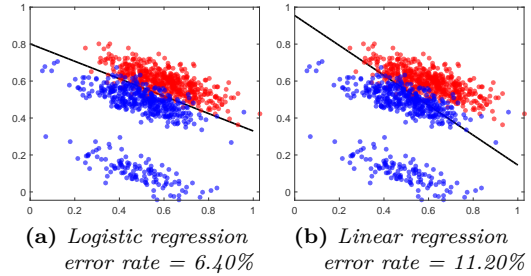 1
0.8
0.6
0.4
0.2
0
0 0.2 0.4 0.6 0.8 1
1
0.8
0.6
0.4
0.2
0
0 0.2 0.4 0.6 0.8 1
(a) Logistic regression
error rate = 6.40%
(b) Linear regression
error rate = 11.20%